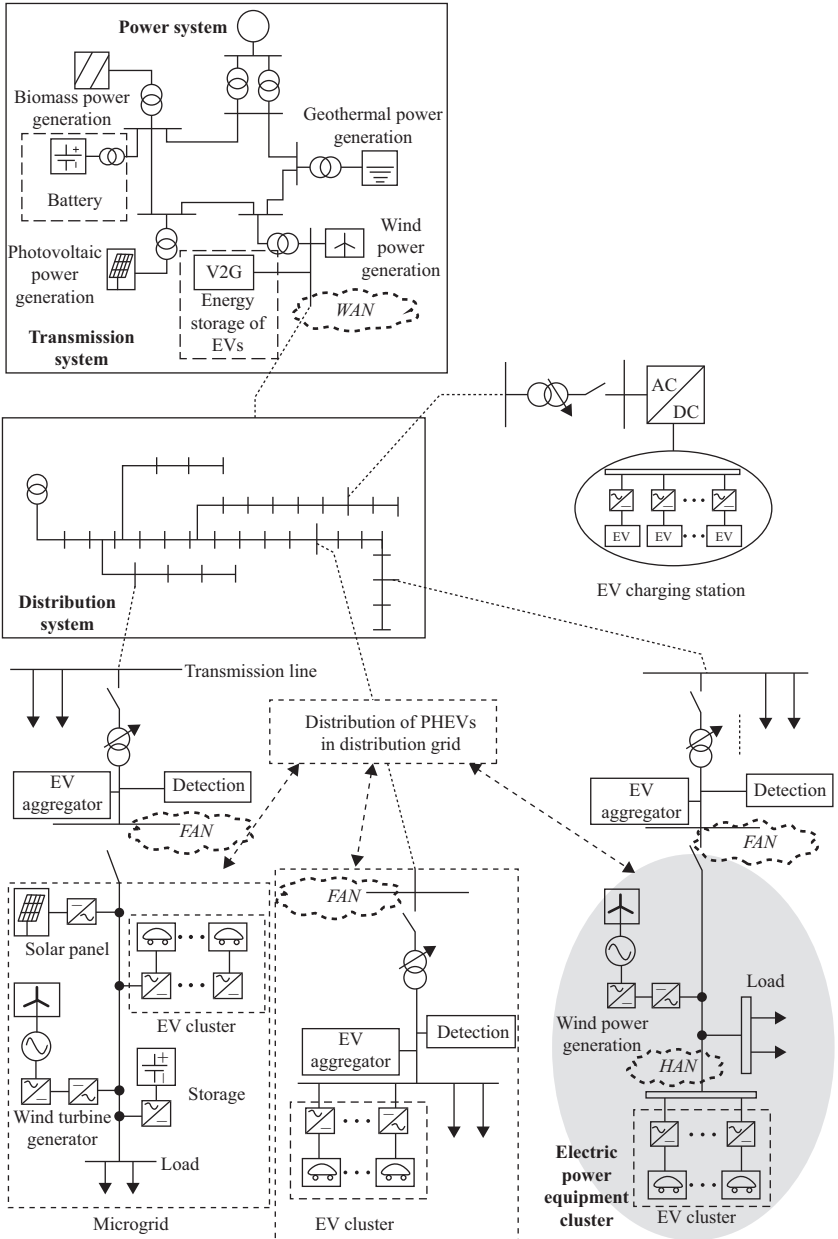 Power system
Biomass power
generation
Geothermal power
generation
Battery
Wind
power
generation
Photovoltaic
power
generation
V2G
Energy
storage of
EVs
WAN
Transmission
system
AC
DC
EV
EV
EV
EV charging station
Distribution
system
Transmission line
Distribution of PHEVs
in distribution grid
EV
aggregator
Detection
FAN
EV
aggregator
Detection
FAN
FAN
Solar panel
EV cluster
Wind turbine
generator
Storage
Load
Microgrid
EV
aggregator
Detection
EV cluster
Load
Wind power
generation
HAN
Electric
power
equipment
cluster
EV cluster